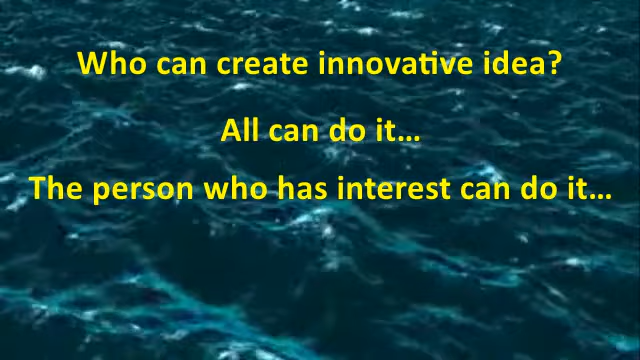 Who can create innovative idea?
All can do it…
The person who has interest can do it…